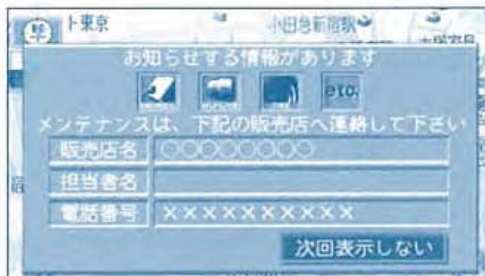 ト東京
小田急新宿駅
お知らせする情報があります
etc.
メンテナンスは、下記の販売店へ連絡して下さい
販売店名 ○○○○○○○○
担当者名
電話番号 ××××××××××
次回表示しない